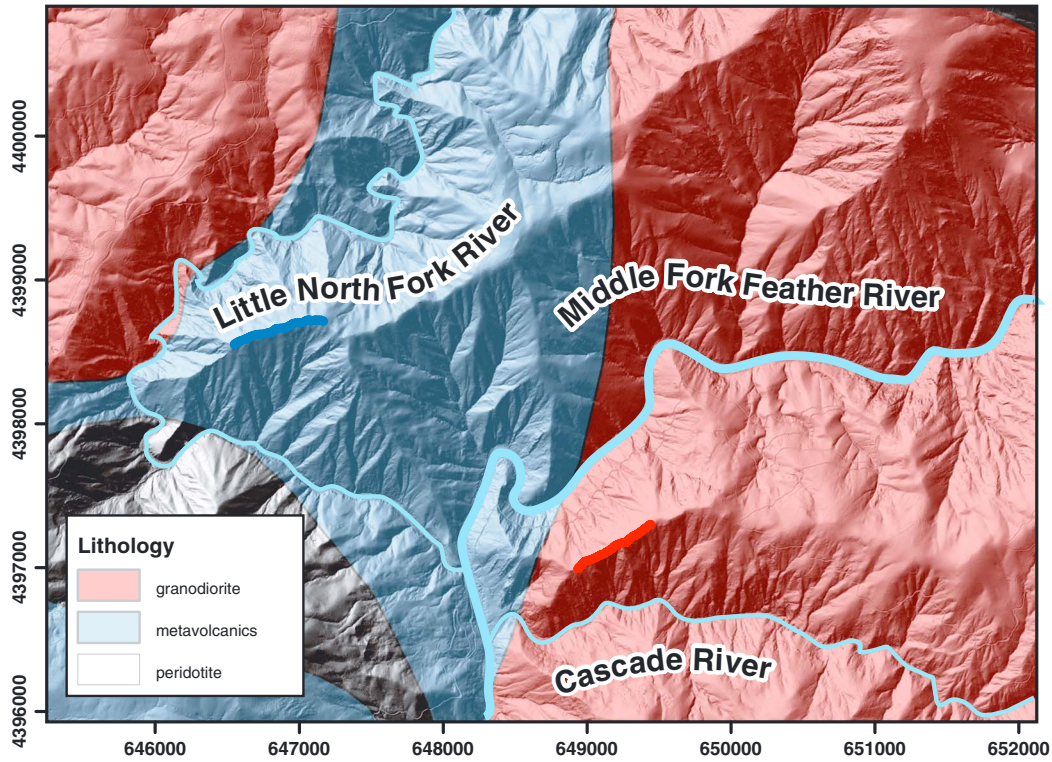 Little North Fork River
Middle Fork Feather River
Cascade River
Lithology
granodiorite
metavolcanics
peridotite
4400000
4399000
4398000
4397000
4396000
646000 647000 648000 649000 650000 651000 652000